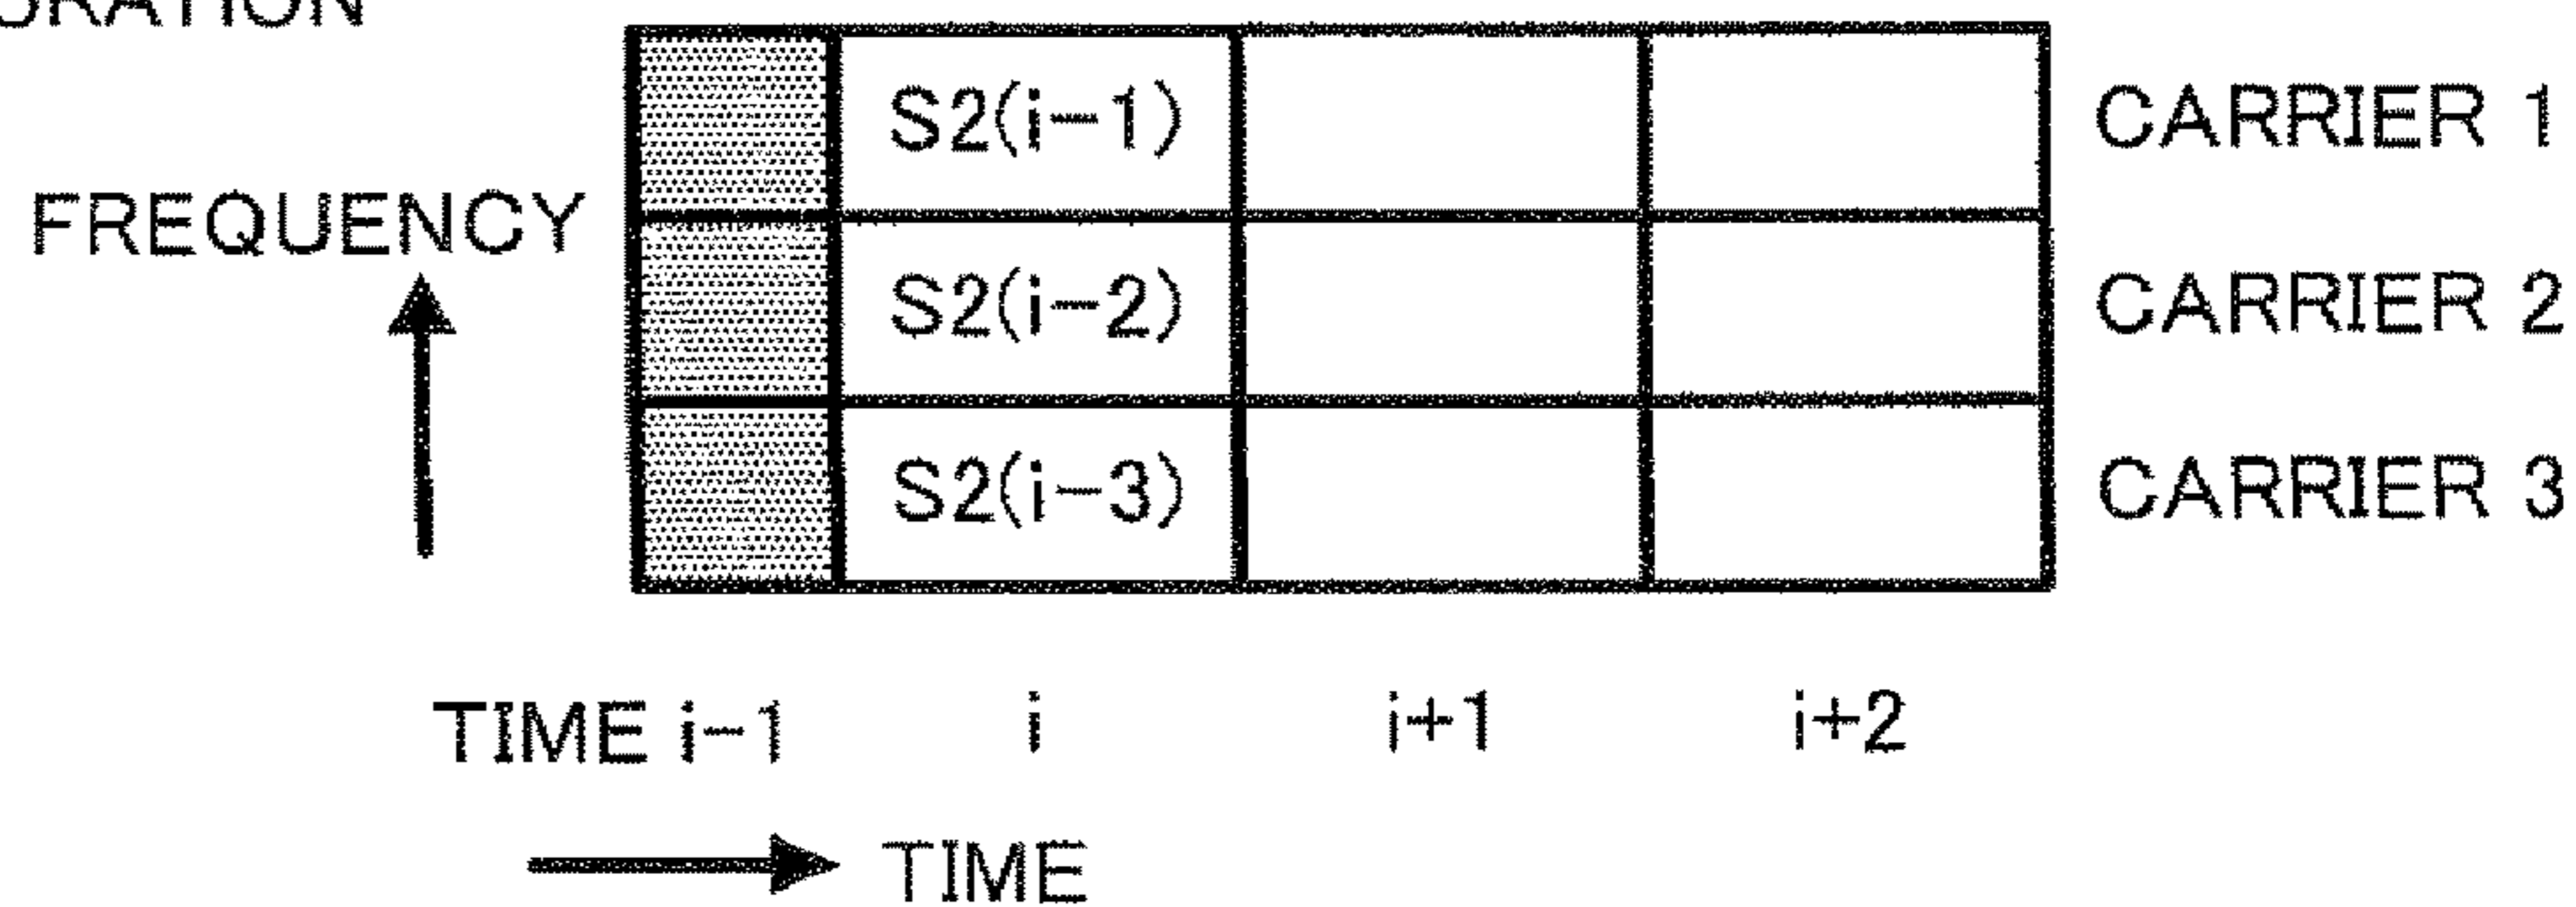 S2(i-1) CARRIER 1
FREQUENCY
S2(i-2) CARRIER 2
S2(i-3) CARRIER 3
TIME i-1 i i+1 i+2
TIME